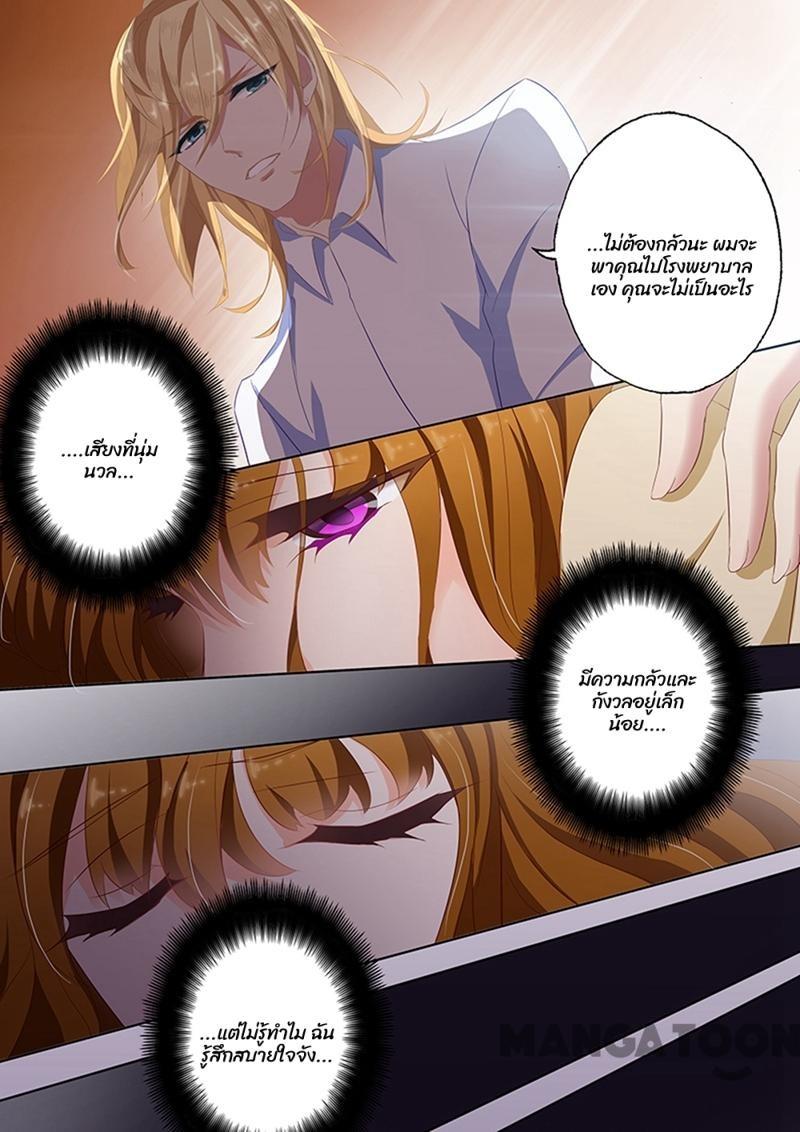 ...ไม่ต้องกลัวนะ ผมจะ
พาคุณไปโรงพยาบาล
เอง คุณจะไม่เป็นอะไร
....เสียงที่นุ่ม
นวล...
มีความกลัวและ
กังวลอยู่เล็ก
น้อย....
...แต่ไม่รู้ทำไม ฉัน
รู้สึกสบายใจจัง...
MANGATOON